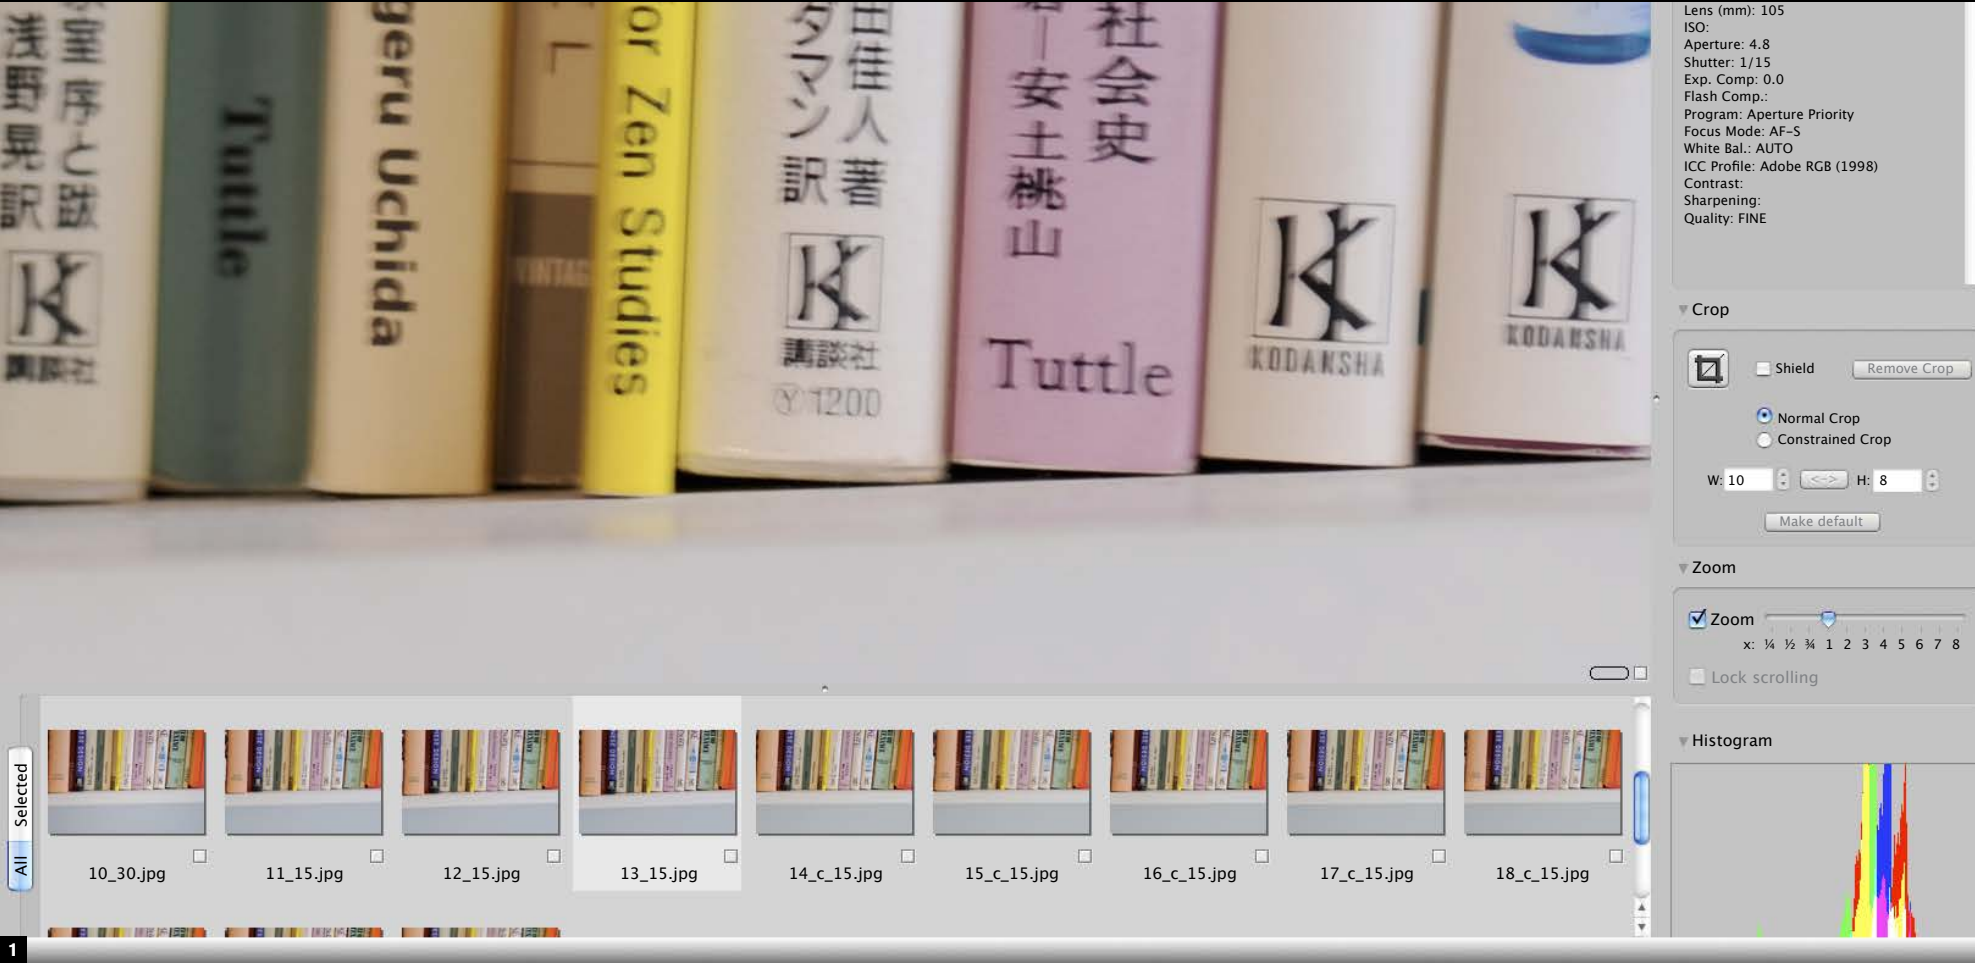 浅野晃訳
室序と跋
K
講談社
Tuttle
geru Uchida
L
VINTAG
or Zen Studies
田佳人著
タマン訳
K
講談社
Ⓨ1200
社会史
安土桃山
Tuttle
K
KODANSHA
K
KODANSHA
Lens (mm): 105
ISO:
Aperture: 4.8
Shutter: 1/15
Exp. Comp: 0.0
Flash Comp.:
Program: Aperture Priority
Focus Mode: AF-S
White Bal.: AUTO
ICC Profile: Adobe RGB (1998)
Contrast:
Sharpening:
Quality: FINE
Crop
Shield
Remove Crop
Normal Crop
Constrained Crop
W: 10 <-> H: 8
Make default
Zoom
Zoom
x: ¼ ½ ¾ 1 2 3 4 5 6 7 8
Lock scrolling
Histogram
Selected
All
10_30.jpg
11_15.jpg
12_15.jpg
13_15.jpg
14_c_15.jpg
15_c_15.jpg
16_c_15.jpg
17_c_15.jpg
18_c_15.jpg
1